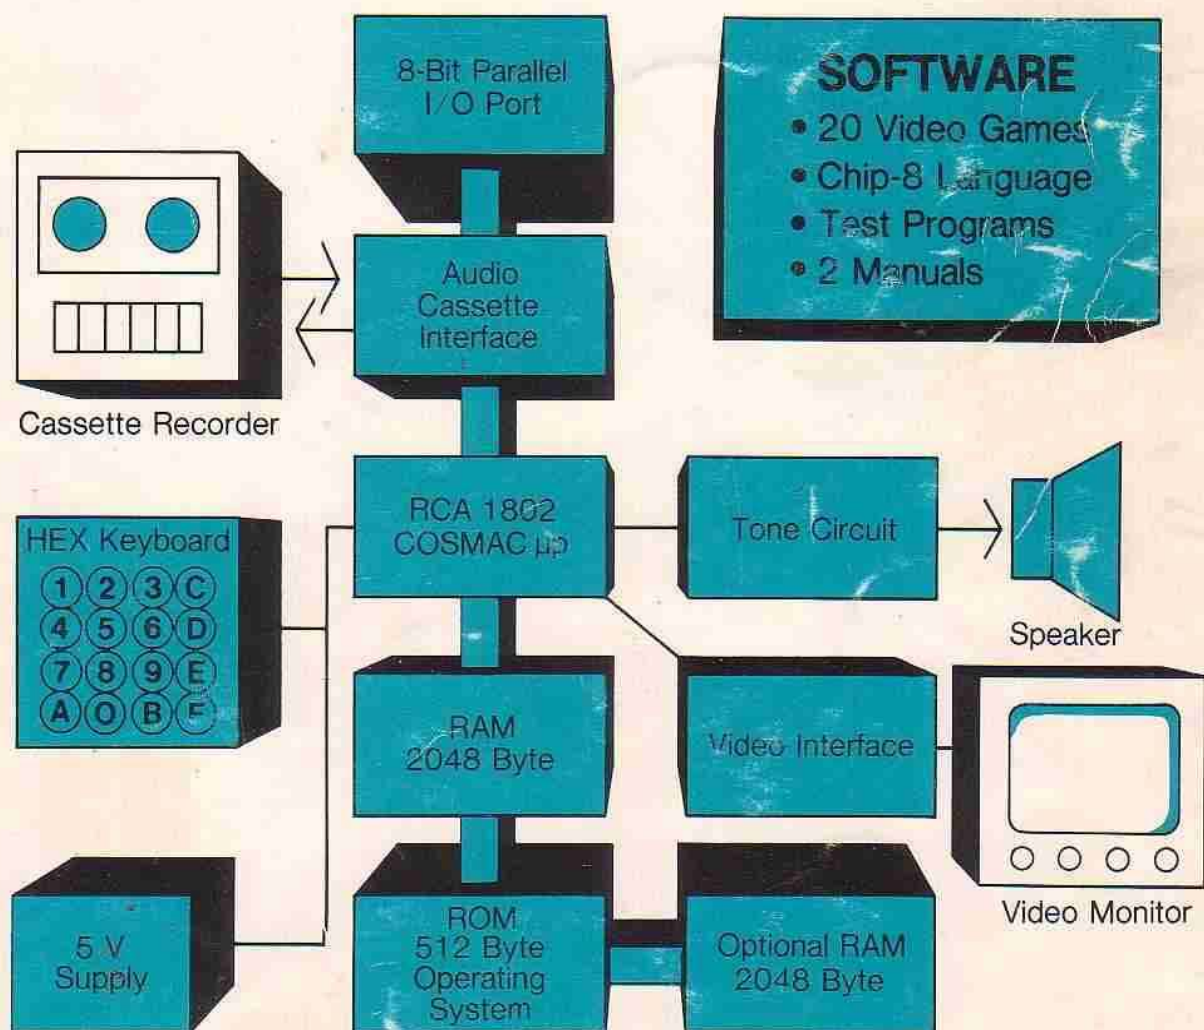 8-Bit Parallel
I/O Port
SOFTWARE
• 20 Video Games
• Chip-8 Language
• Test Programs
• 2 Manuals
Audio
Cassette
Interface
Cassette Recorder
RCA 1802
COSMAC µp
Tone Circuit
Speaker
HEX Keyboard
1 2 3 C
4 5 6 D
7 8 9 E
A 0 B F
RAM
2048 Byte
Video Interface
Video Monitor
5 V
Supply
ROM
512 Byte
Operating
System
Optional RAM
2048 Byte